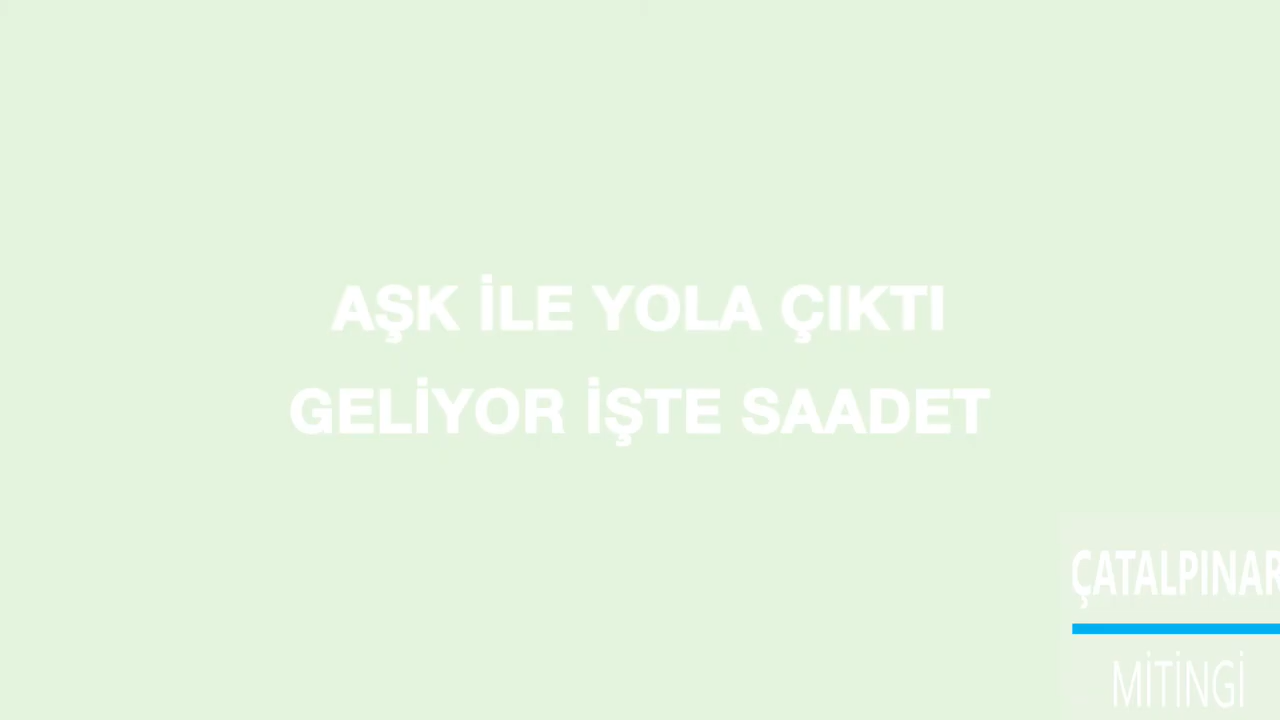 AŞK İLE YOLA ÇIKTI
GELİYOR İŞTE SAADET
ÇATALPINAR
MİTİNGİ